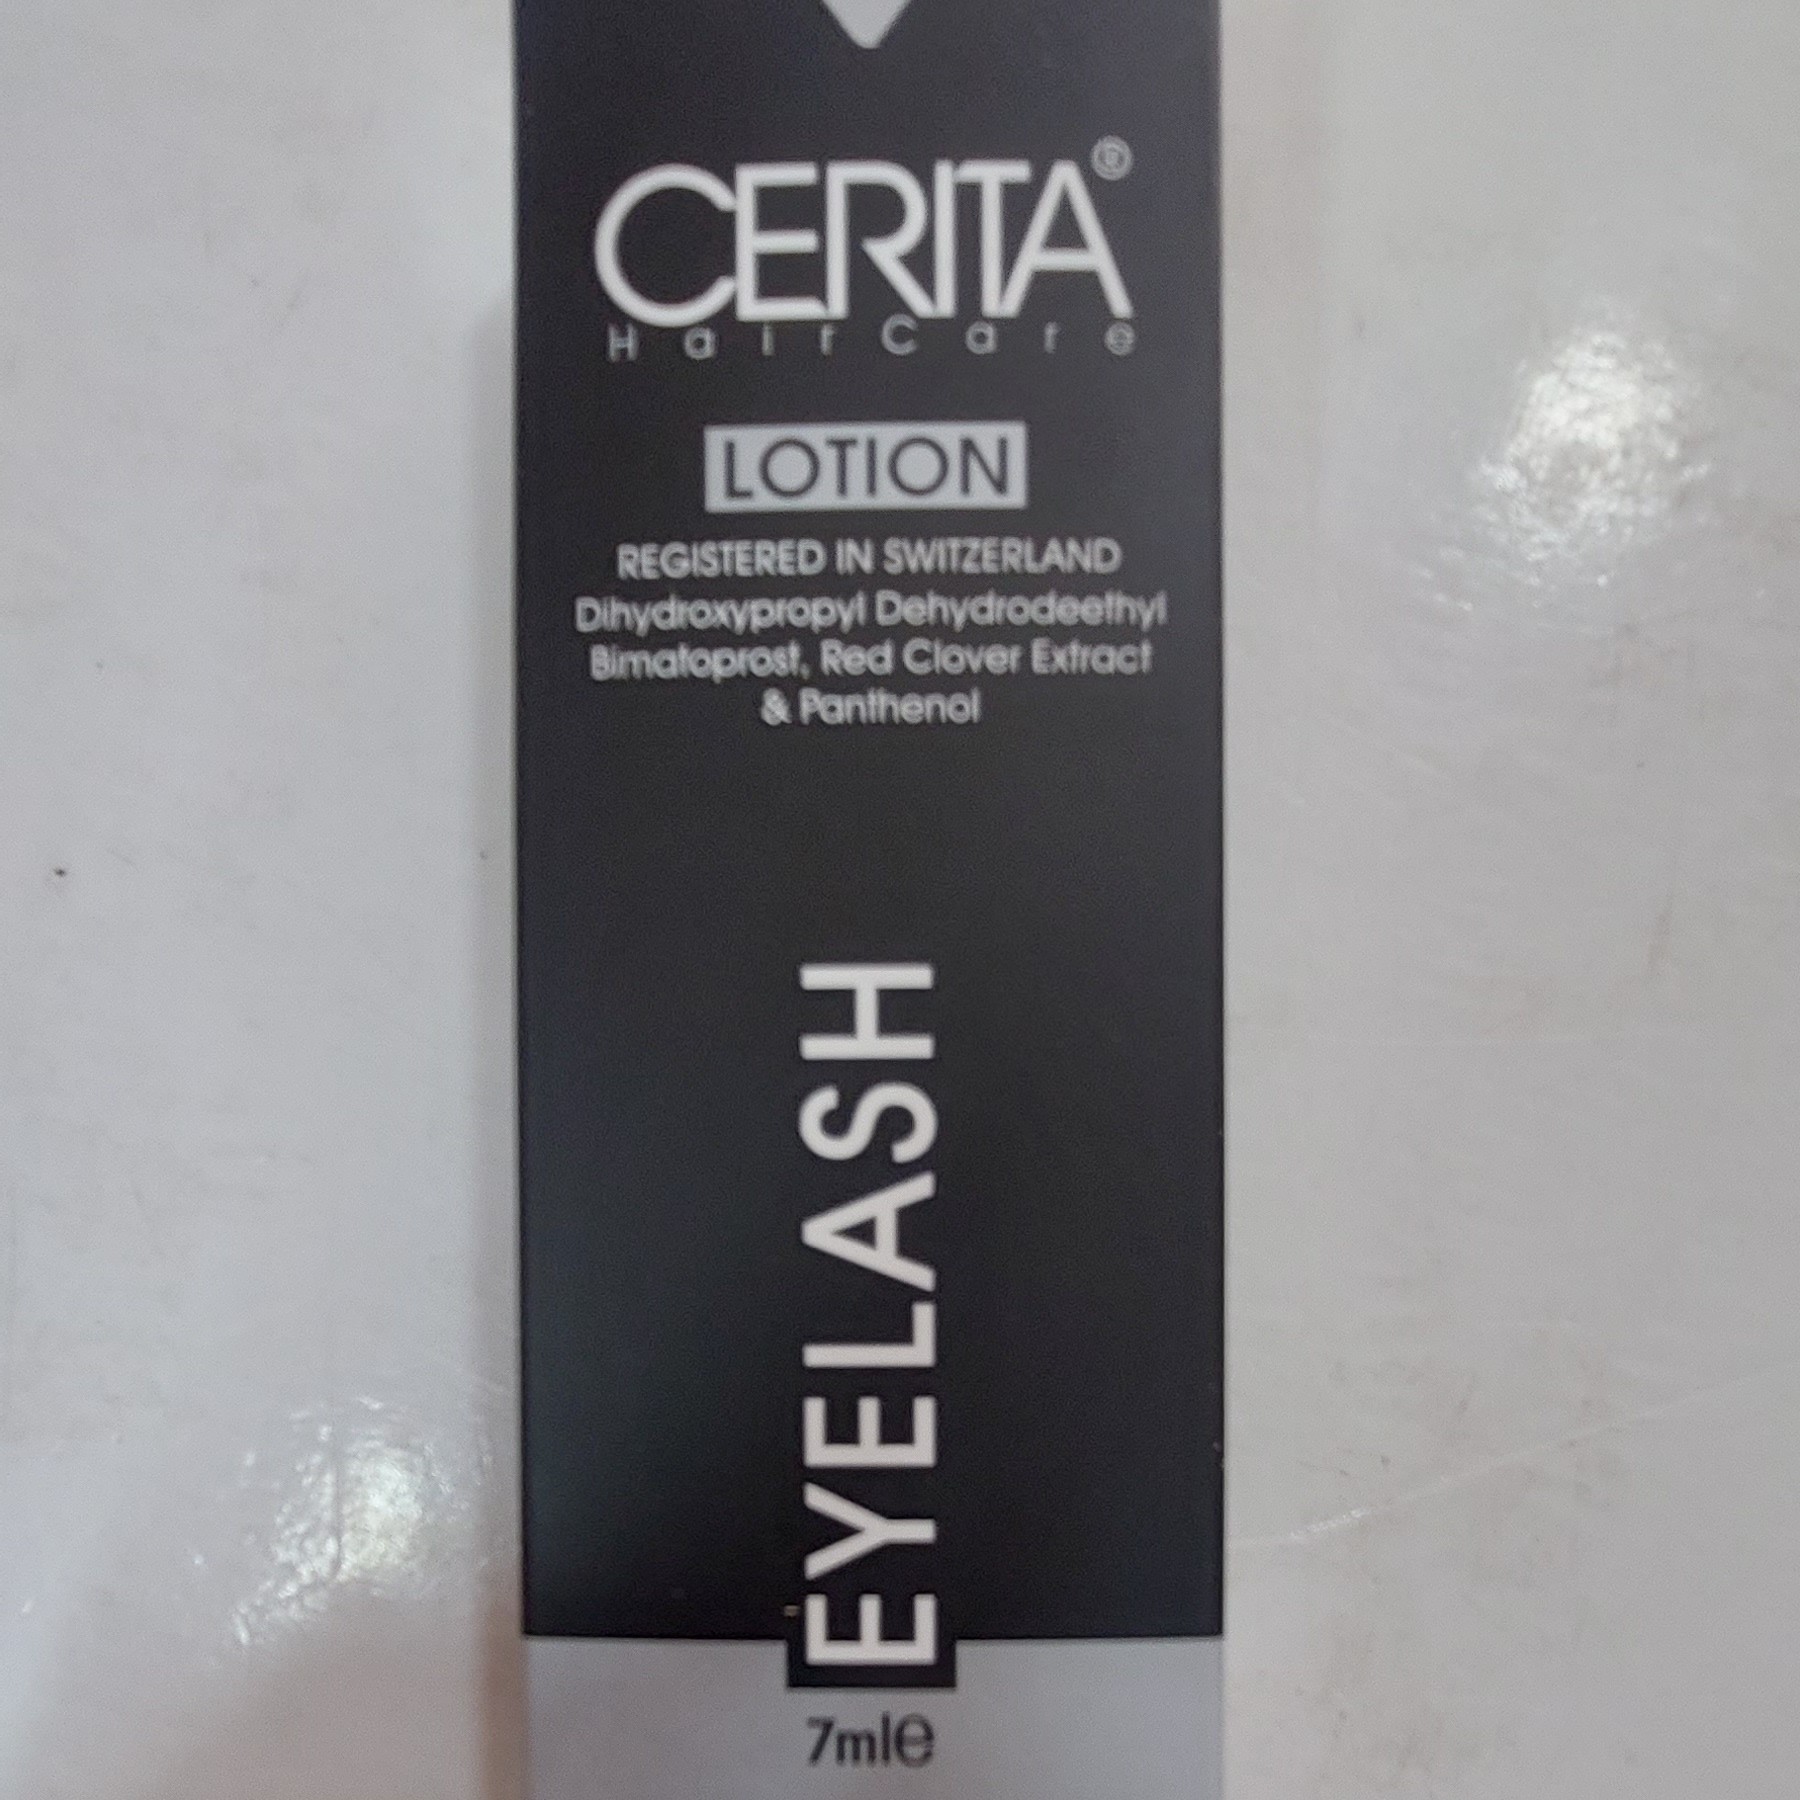 CERITA®
HairCare
LOTION
REGISTERED IN SWITZERLAND
Dihydroxypropyl Dehydrodeethyl
Bimatoprost, Red Clover Extract
& Panthenol
EYELASH
7ml℮